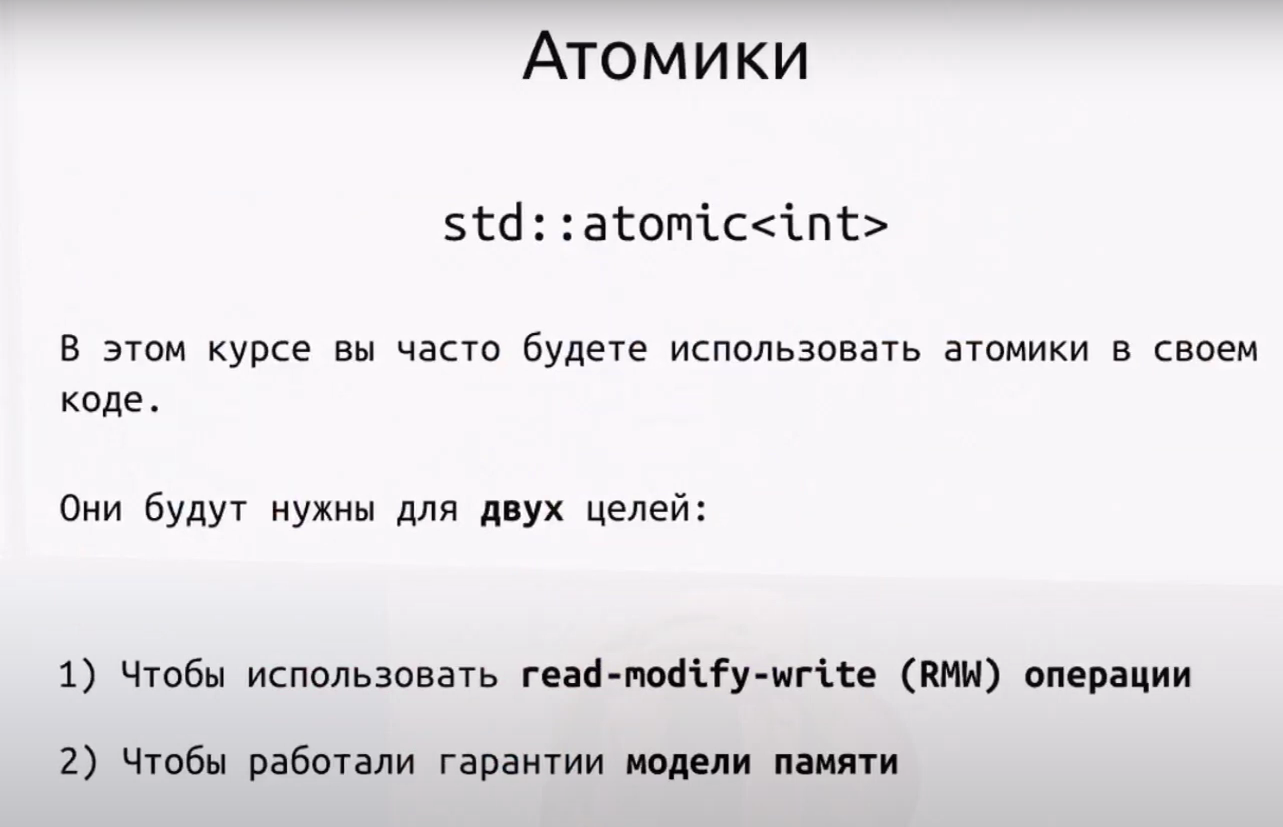 Атомики
std::atomic<int>
В этом курсе вы часто будете использовать атомики в своем
коде.
Они будут нужны для двух целей:
1) Чтобы использовать read-modify-write (RMW) операции
2) Чтобы работали гарантии модели памяти